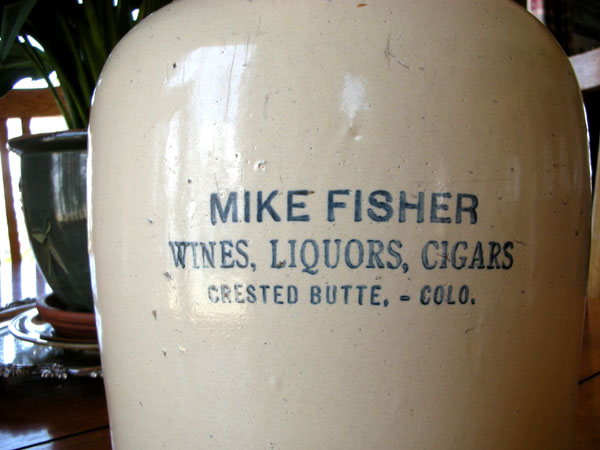 MIKE FISHER
WINES, LIQUORS, CIGARS
CRESTED BUTTE, - COLO.